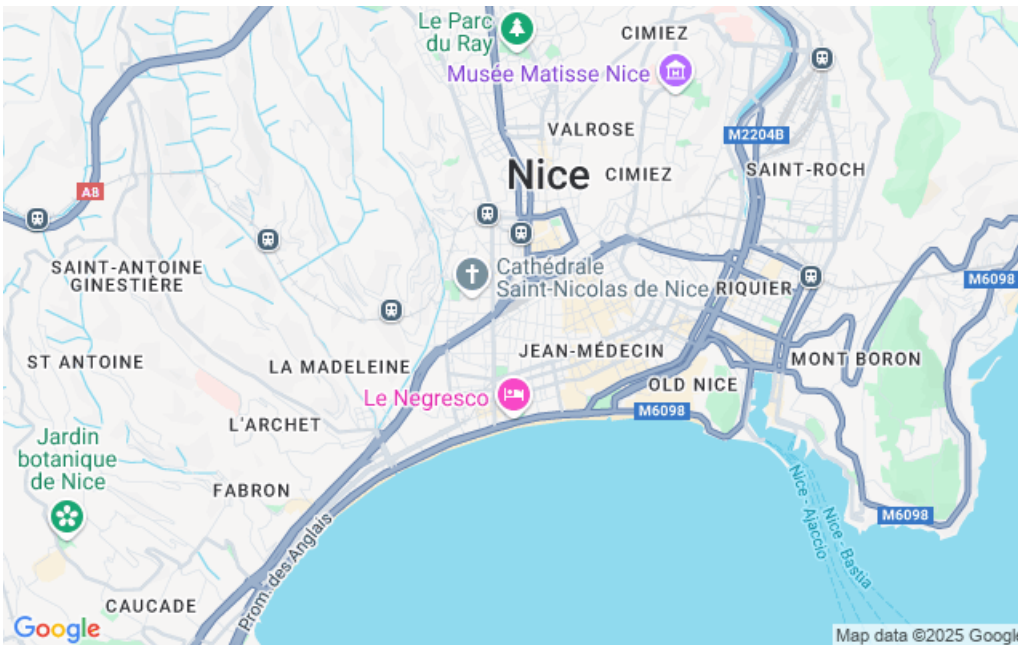 Le Parc
du Ray
CIMIEZ
Musée Matisse Nice
VALROSE
M2204B
Nice
CIMIEZ
SAINT-ROCH
A8
SAINT-ANTOINE
GINESTIÈRE
Cathédrale
Saint-Nicolas de Nice
RIQUIER
M6098
ST ANTOINE
LA MADELEINE
JEAN-MÉDECIN
MONT BORON
Le Negresco
OLD NICE
M6098
L'ARCHET
Jardin
botanique
de Nice
FABRON
Nice - Ajaccio
Nice - Bastia
M6098
Prom. des Anglais
CAUCADE
Google
Map data ©2025 Google